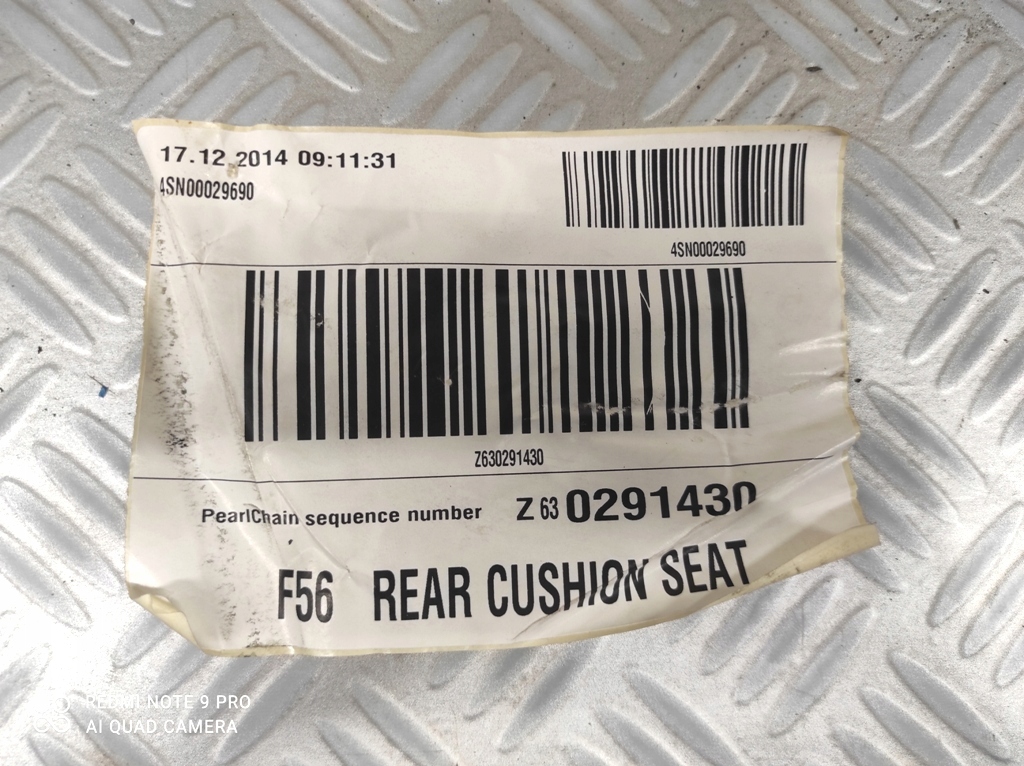 17.12.2014 09:11:31
4SN00029690
4SN00029690
Z630291430
PearlChain sequence number Z 63 0291430
F56 REAR CUSHION SEAT
REDMI NOTE 9 PRO
AI QUAD CAMERA